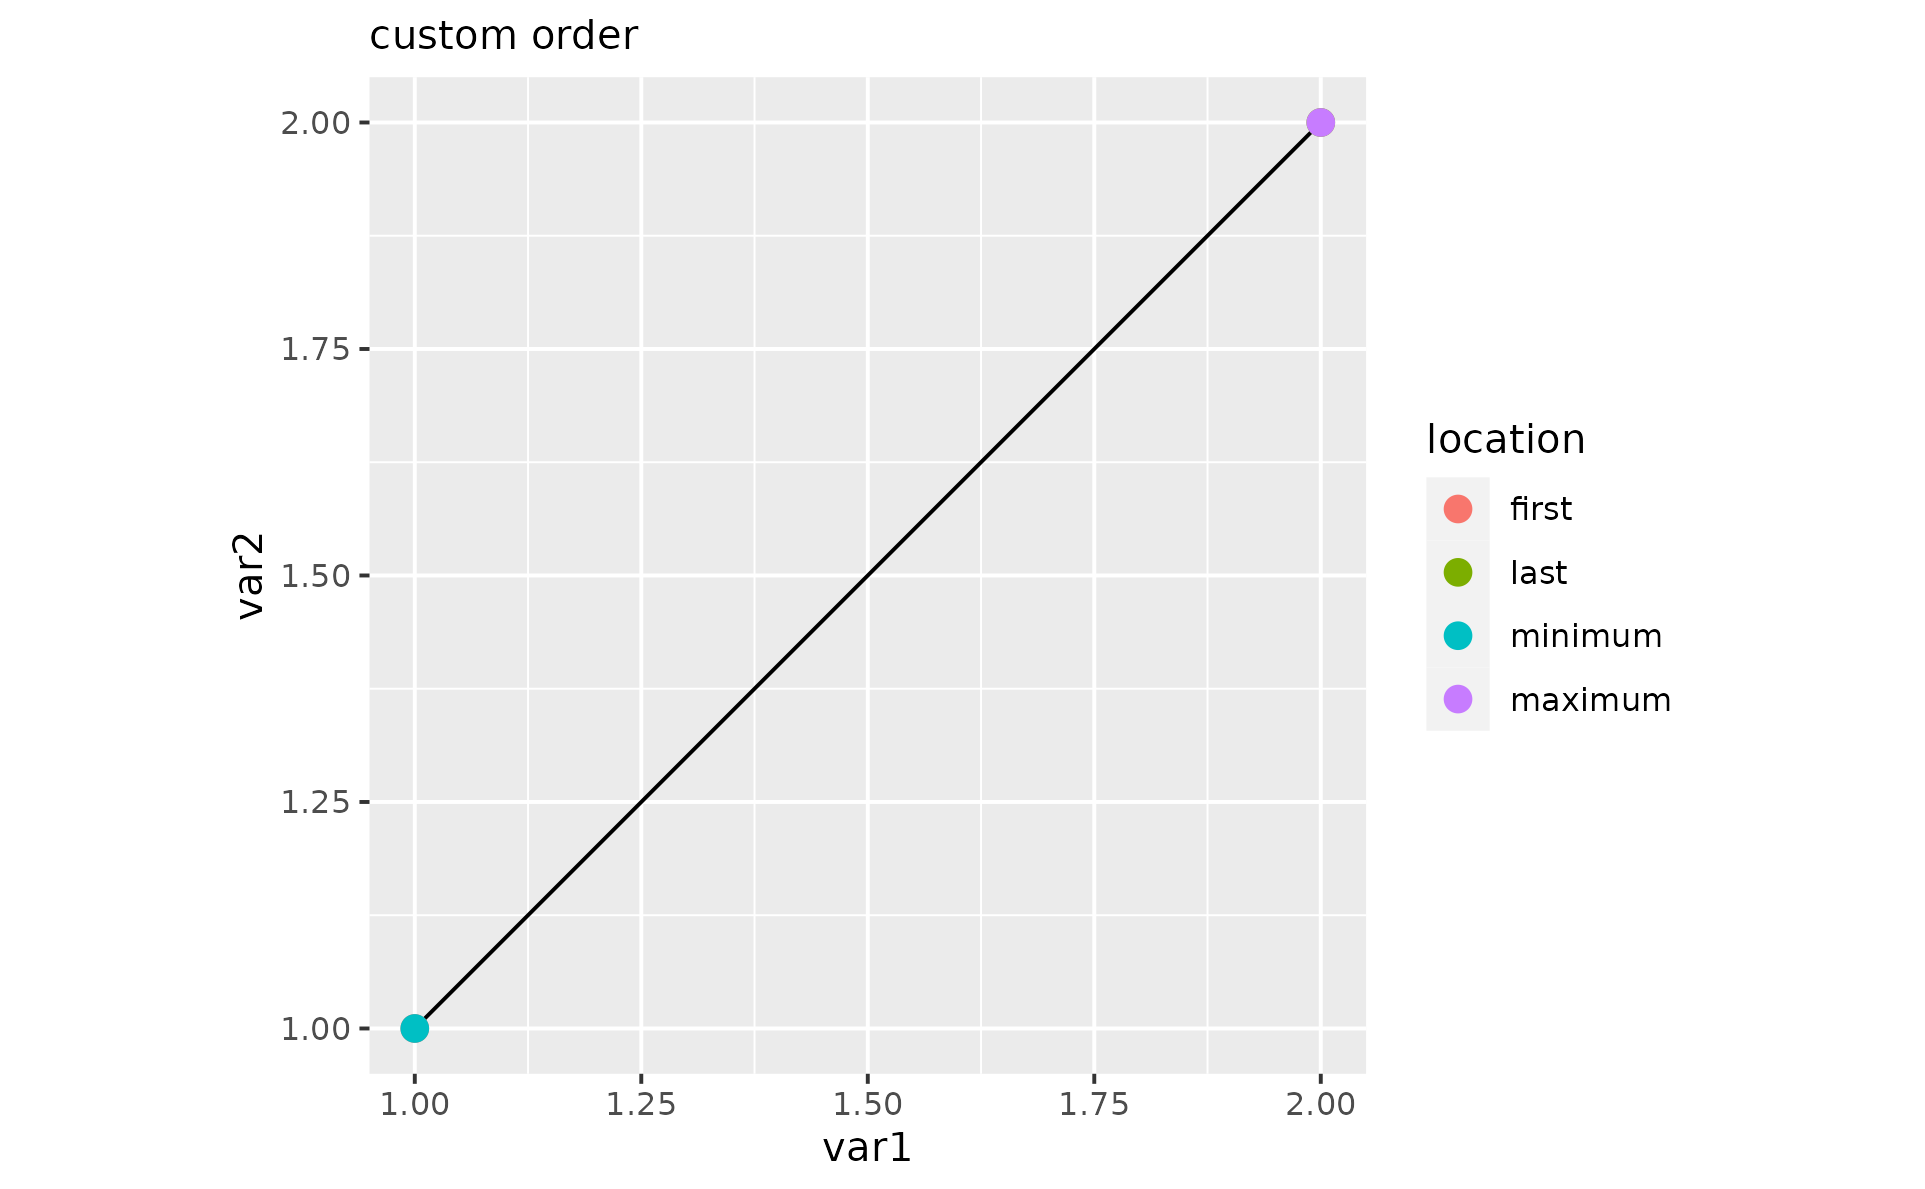 custom order
2.00
1.75
1.50
1.25
1.00
var2
1.00 1.25 1.50 1.75 2.00
var1
location
first
last
minimum
maximum